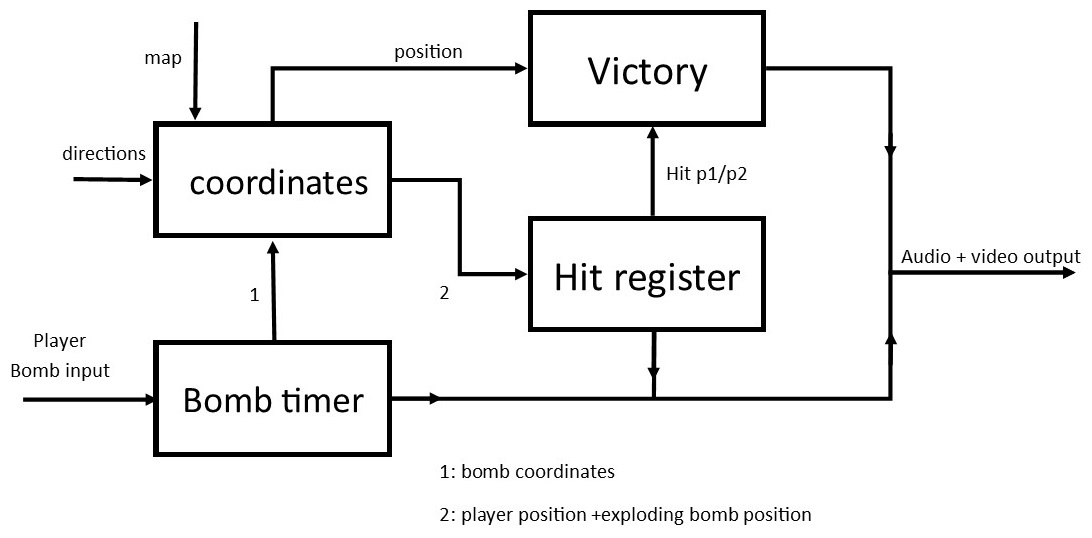 map
position
Victory
directions
coordinates
Hit p1/p2
Audio + video output
1
2
Hit register
Player
Bomb input
Bomb timer
1: bomb coordinates
2: player position +exploding bomb position